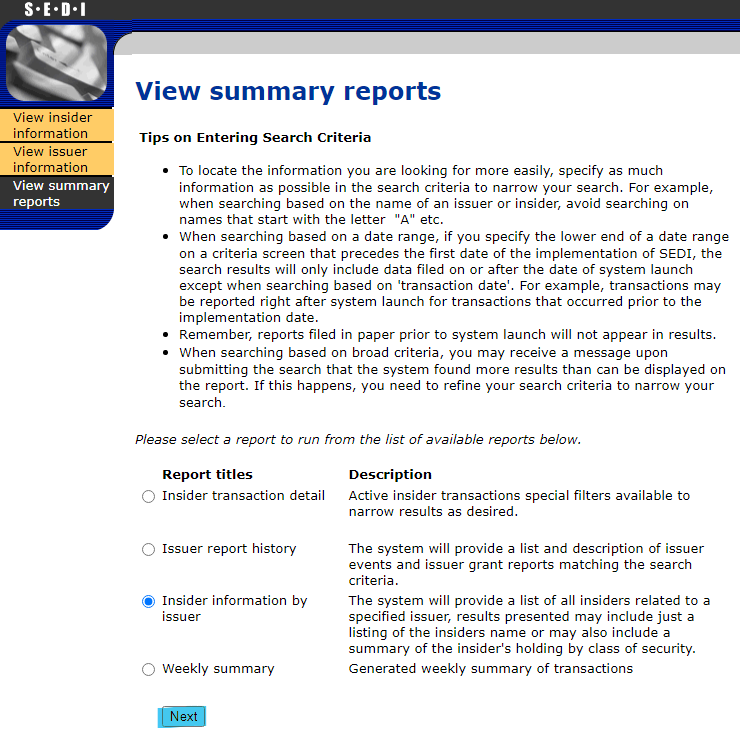 S·E·D·I
View insider
information
View issuer
information
View summary
reports
View summary reports
Tips on Entering Search Criteria
• To locate the information you are looking for more easily, specify as much
information as possible in the search criteria to narrow your search. For example,
when searching based on the name of an issuer or insider, avoid searching on
names that start with the letter  "A" etc.
• When searching based on a date range, if you specify the lower end of a date range
on a criteria screen that precedes the first date of the implementation of SEDI, the
search results will only include data filed on or after the date of system launch
except when searching based on 'transaction date'. For example, transactions may
be reported right after system launch for transactions that occurred prior to the
implementation date.
• Remember, reports filed in paper prior to system launch will not appear in results.
• When searching based on broad criteria, you may receive a message upon
submitting the search that the system found more results than can be displayed on
the report. If this happens, you need to refine your search criteria to narrow your
search.
Please select a report to run from the list of available reports below.
Report titles Description
Insider transaction detail Active insider transactions special filters available to
narrow results as desired.
Issuer report history The system will provide a list and description of issuer
events and issuer grant reports matching the search
criteria.
Insider information by The system will provide a list of all insiders related to a
issuer specified issuer, results presented may include just a
listing of the insiders name or may also include a
summary of the insider's holding by class of security.
Weekly summary Generated weekly summary of transactions
Next